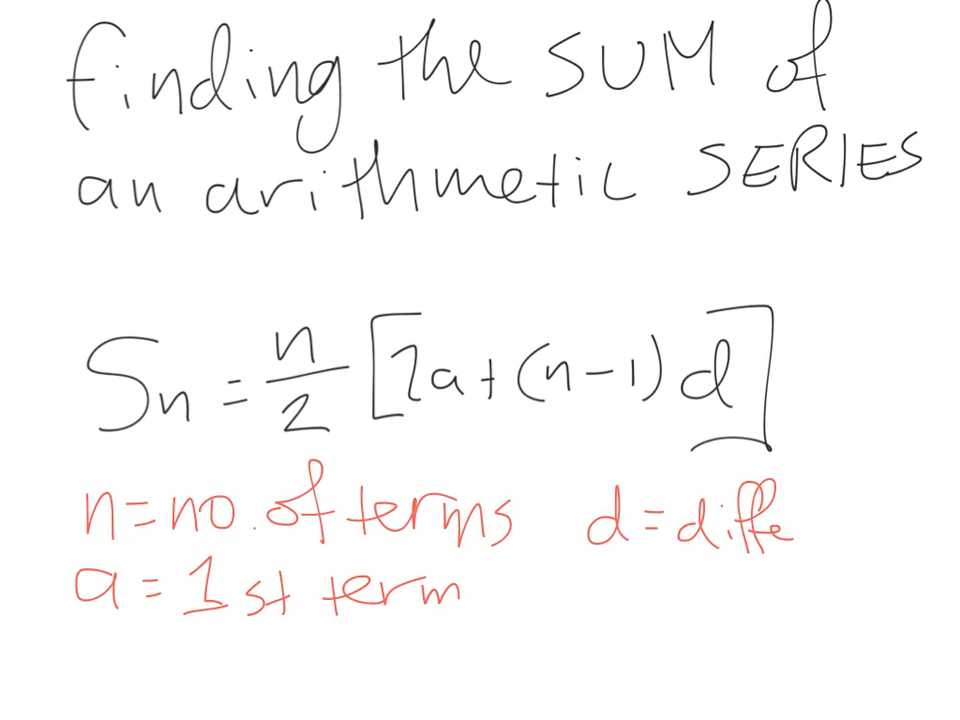 finding the SUM of
an arithmetic SERIES
Sn = n/2 [2a + (n - 1) d]
n = no. of terms d = diffe
a = 1st term